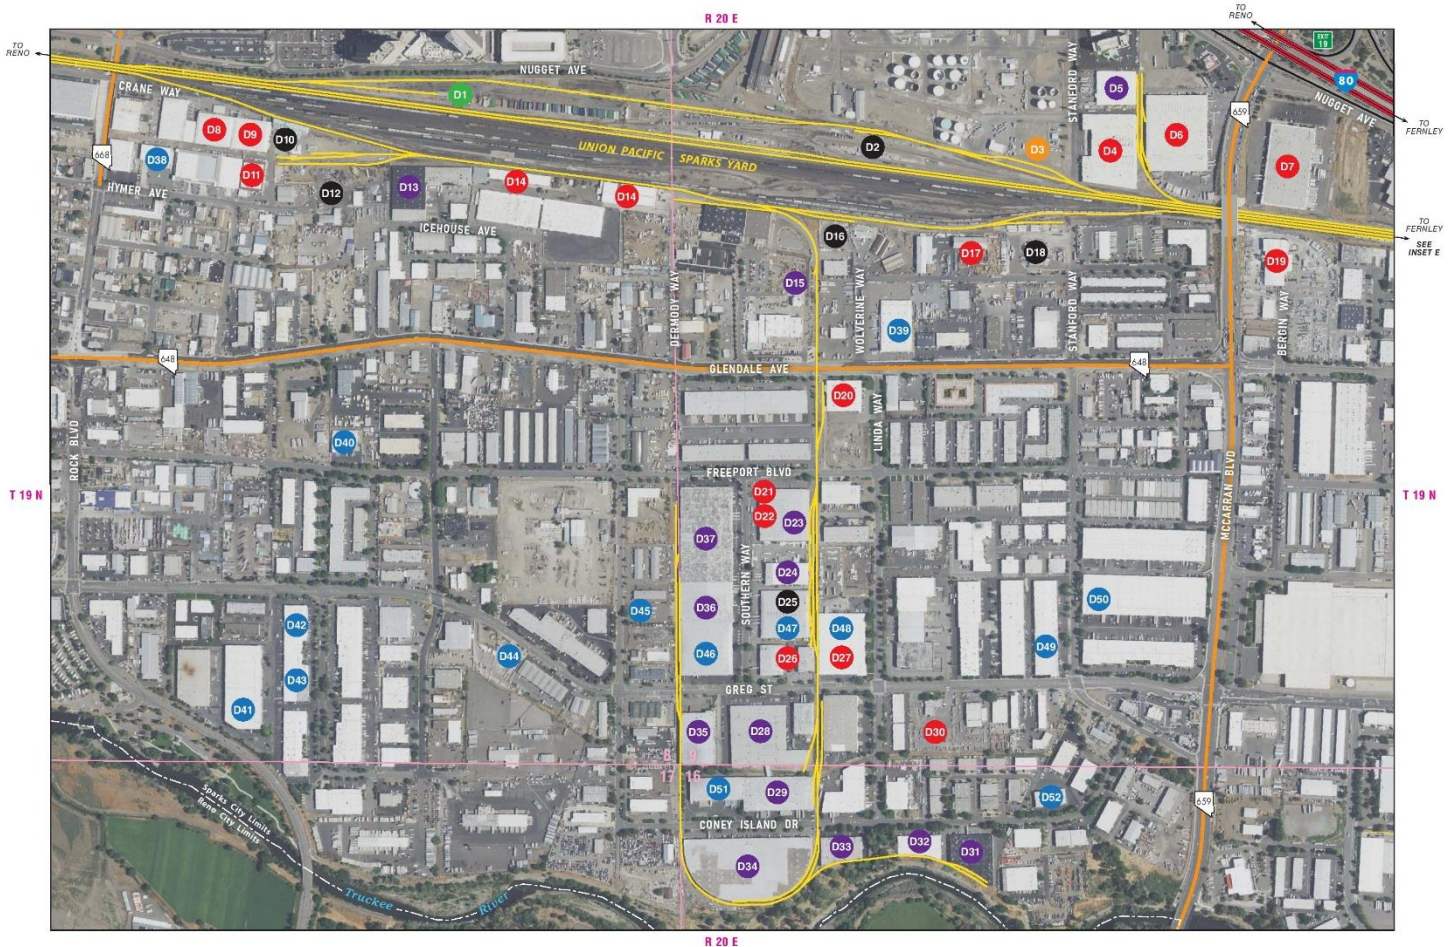 R 20 E
TO
RENO
EXIT
19
TO
RENO
NUGGET AVE
80
NUGGET AVE
TO
FERNLEY
CRANE WAY
D1
STANFORD WAY
D5
659
D8
D9
D10
D2
D3
D4
D6
D7
668
D38
UNION PACIFIC SPARKS YARD
D11
HYMER AVE
D12
D13
D14
D14
ICEHOUSE AVE
TO
FERNLEY
SEE
INSET E
D16
D17
D18
D19
DERMODY WAY
D15
WOLVERINE WAY
STANFORD WAY
BERGIN WAY
D39
648
GLENDALE AVE
648
D20
LINDA WAY
D40
ROCK BLVD
FREEPORT BLVD
MCCARRAN BLVD
T 19 N
T 19 N
D21
D22
D23
D37
SOUTHERN WAY
D24
D36
D25
D50
D45
D42
D47
D48
D44
D46
D26
D27
D49
D43
GREG ST
D41
D35
D28
D30
8 9
17 16
D51
D29
D52
659
Sparks City Limits
Reno City Limits
CONEY ISLAND DR
D33
D32
D31
D34
Truckee River
R 20 E